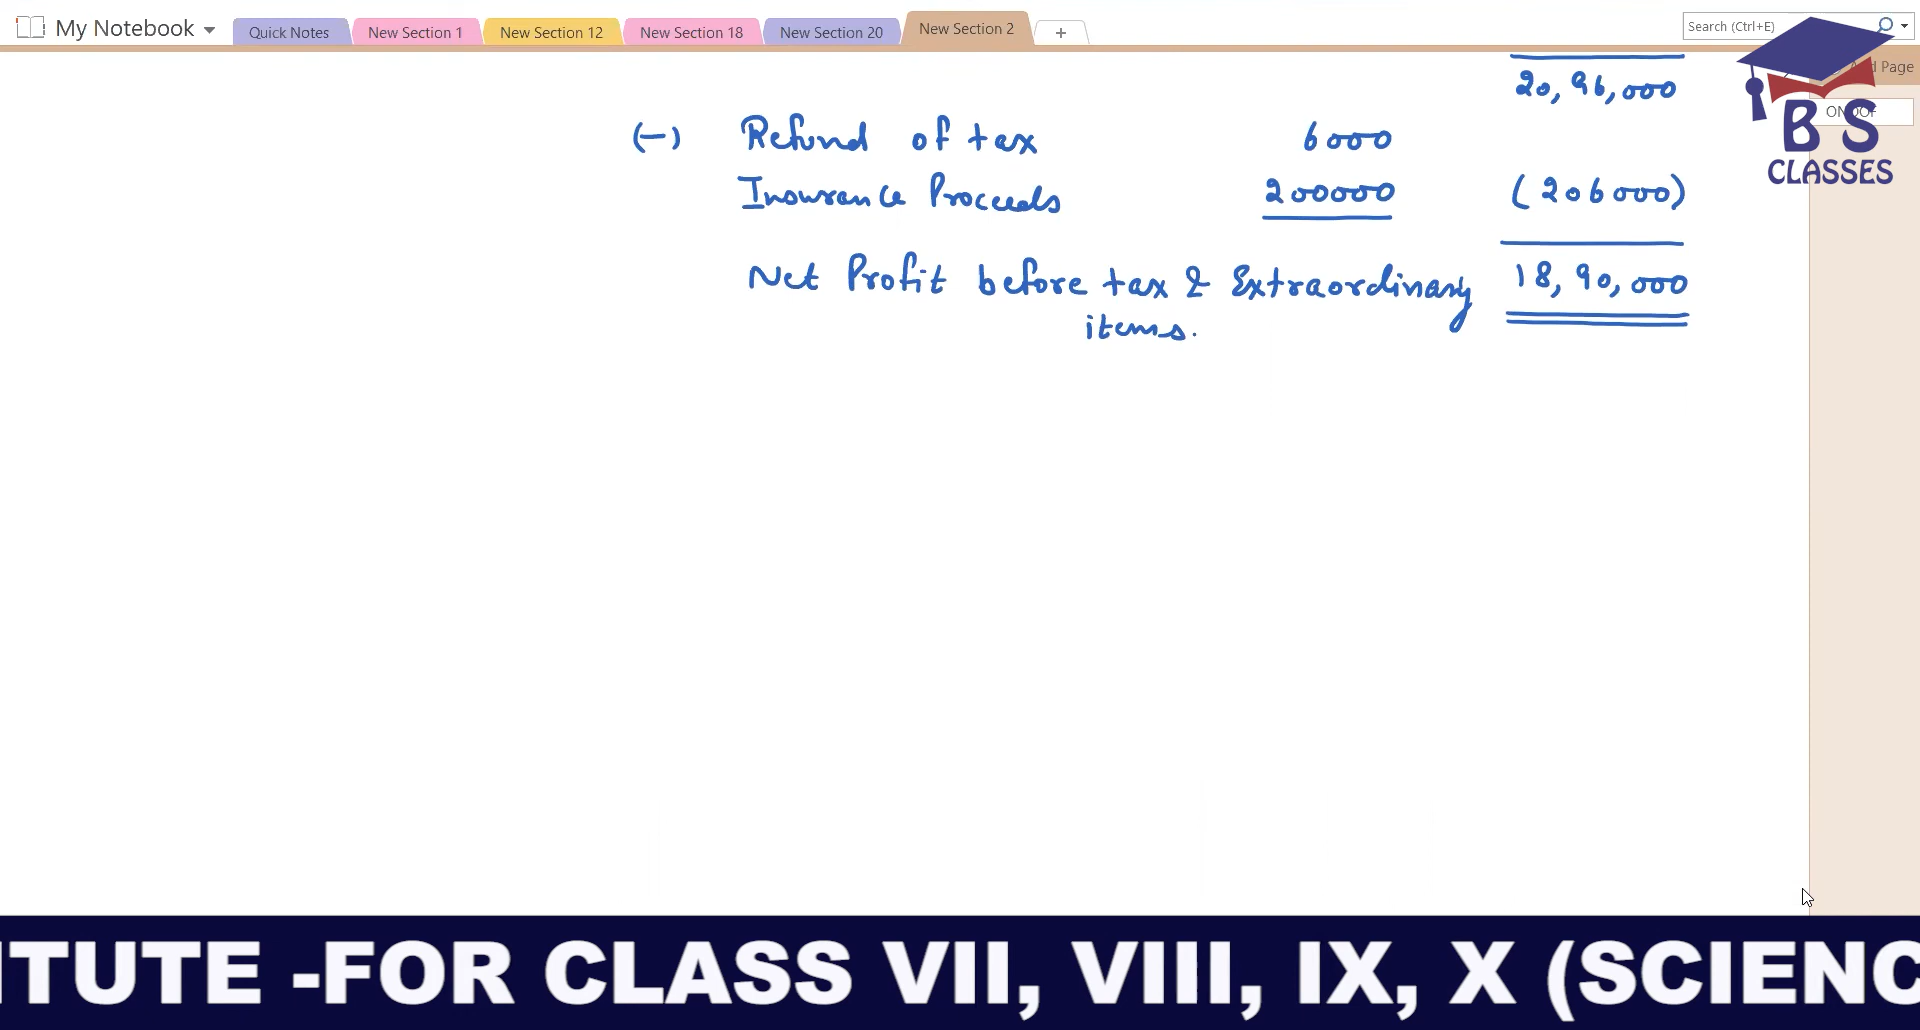 My Notebook
Quick Notes
New Section 1
New Section 12
New Section 18
New Section 20
New Section 2
+
Search (Ctrl+E)
Page
20,96,000
(-) Refund of tax 6000
Insurance Proceeds 200000 (206000)
Net Profit before tax & Extraordinary 18,90,000
items.
B S
CLASSES
ITUTE -FOR CLASS VII, VIII, IX, X (SCIENC